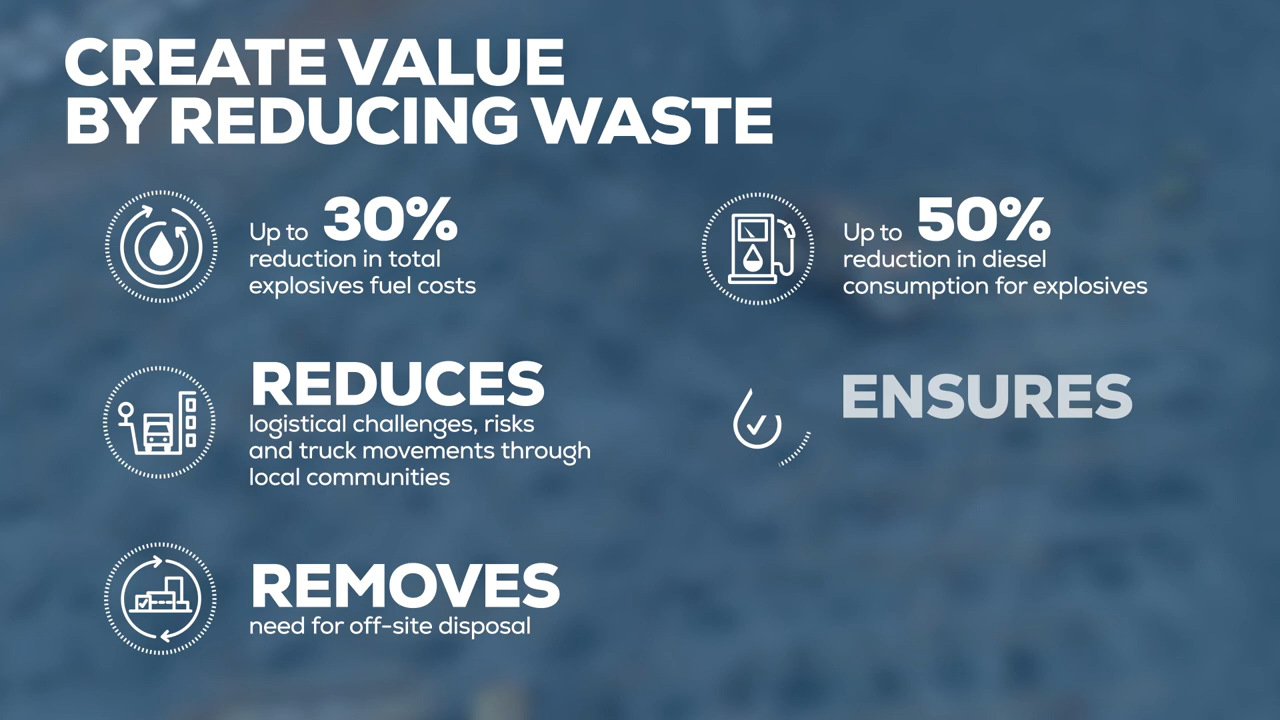 CREATE VALUE
BY REDUCING WASTE
Up to 30%
reduction in total
explosives fuel costs
Up to 50%
reduction in diesel
consumption for explosives
REDUCES
logistical challenges, risks
and truck movements through
local communities
ENSURES
REMOVES
need for off-site disposal